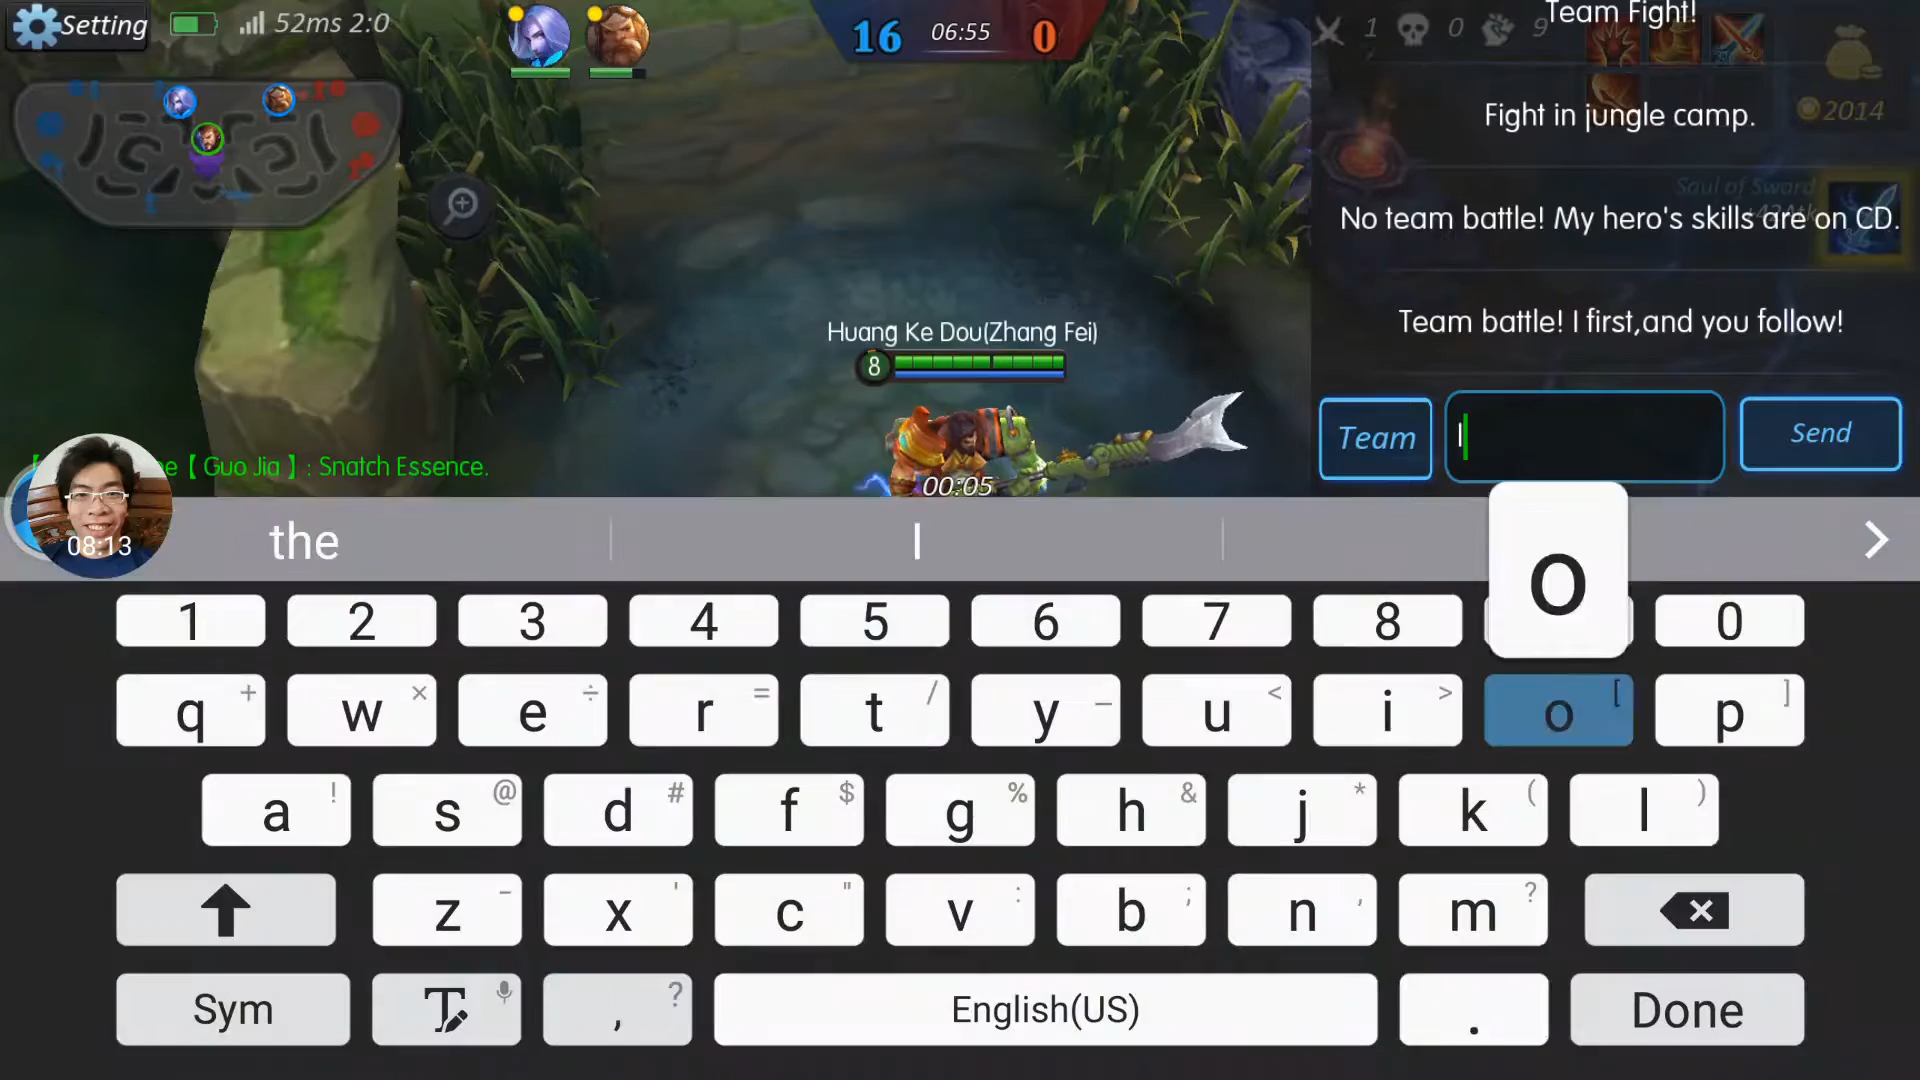 Setting
52ms 2:0
16
06:55
0
1
0
9
2014
Team Fight!
Fight in jungle camp.
Soul of Sword
No team battle! My hero's skills are on CD.
Team battle! I first,and you follow!
Huang Ke Dou(Zhang Fei)
8
【Guo Jia】: Snatch Essence.
00:05
Team
I
Send
08:13
the
I
>
1 2 3 4 5 6 7 8 o 0
q + w × e ÷ r = t / y – u < i > o [ p ]
a ! s @ d # f $ g % h & j * k ( l )
z - x ' c " v : b ; n , m ?
Sym
, ?
English(US)
.
Done